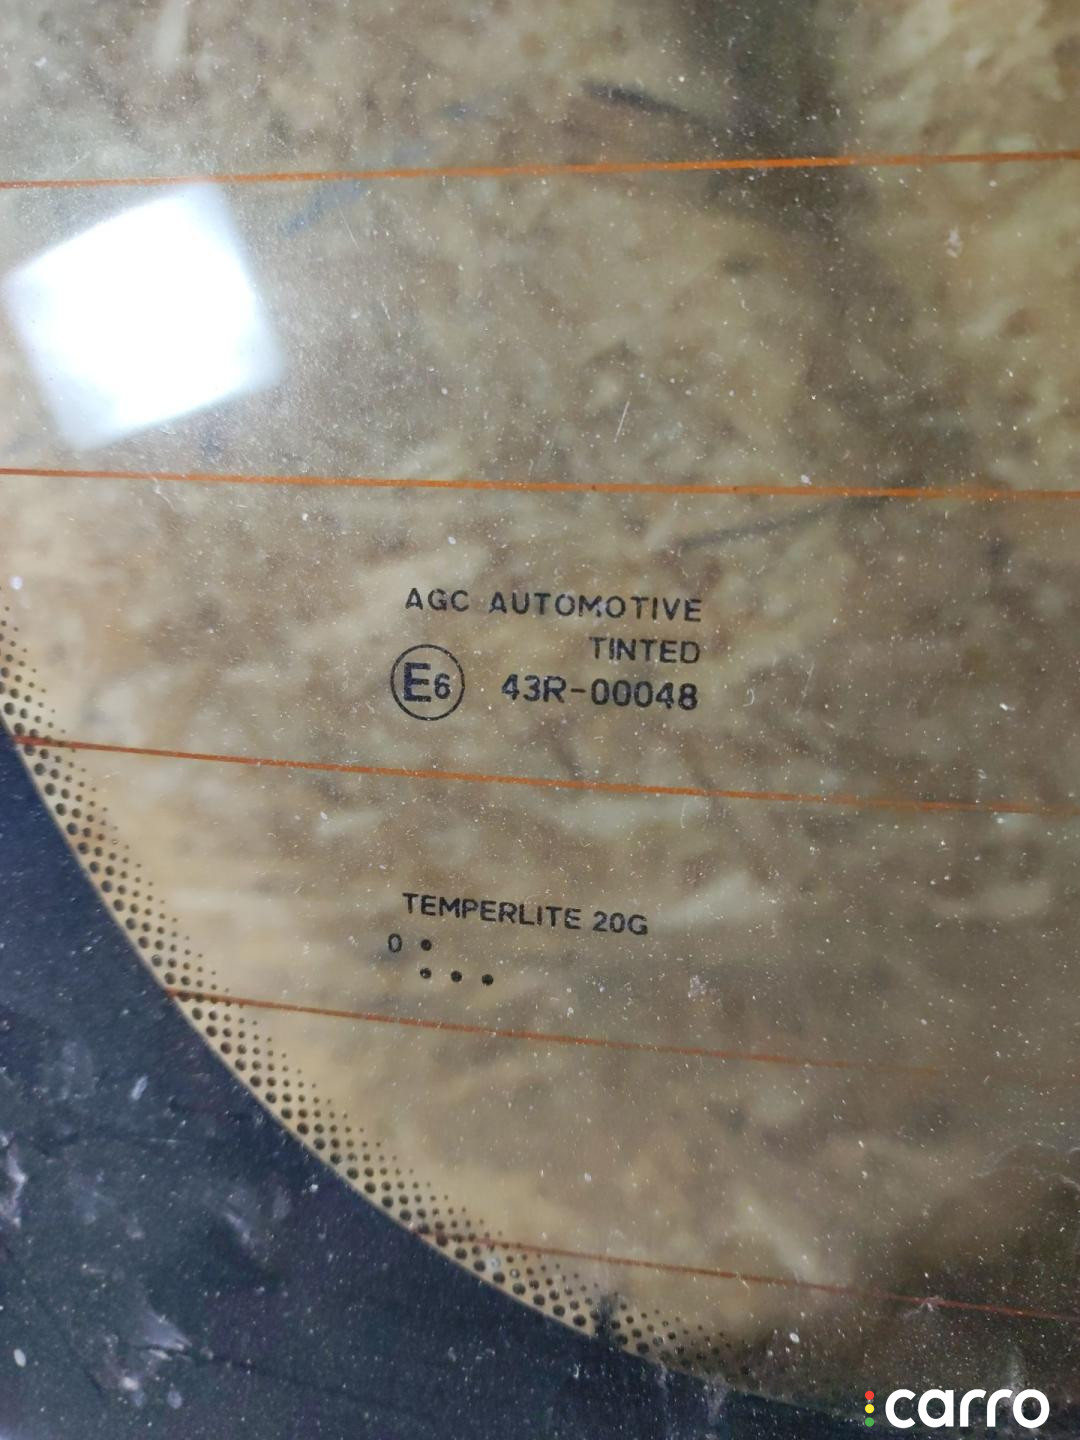 AGC AUTOMOTIVE
TINTED
E6 43R-00048
TEMPERLITE 20G
0 •
• • •
carro